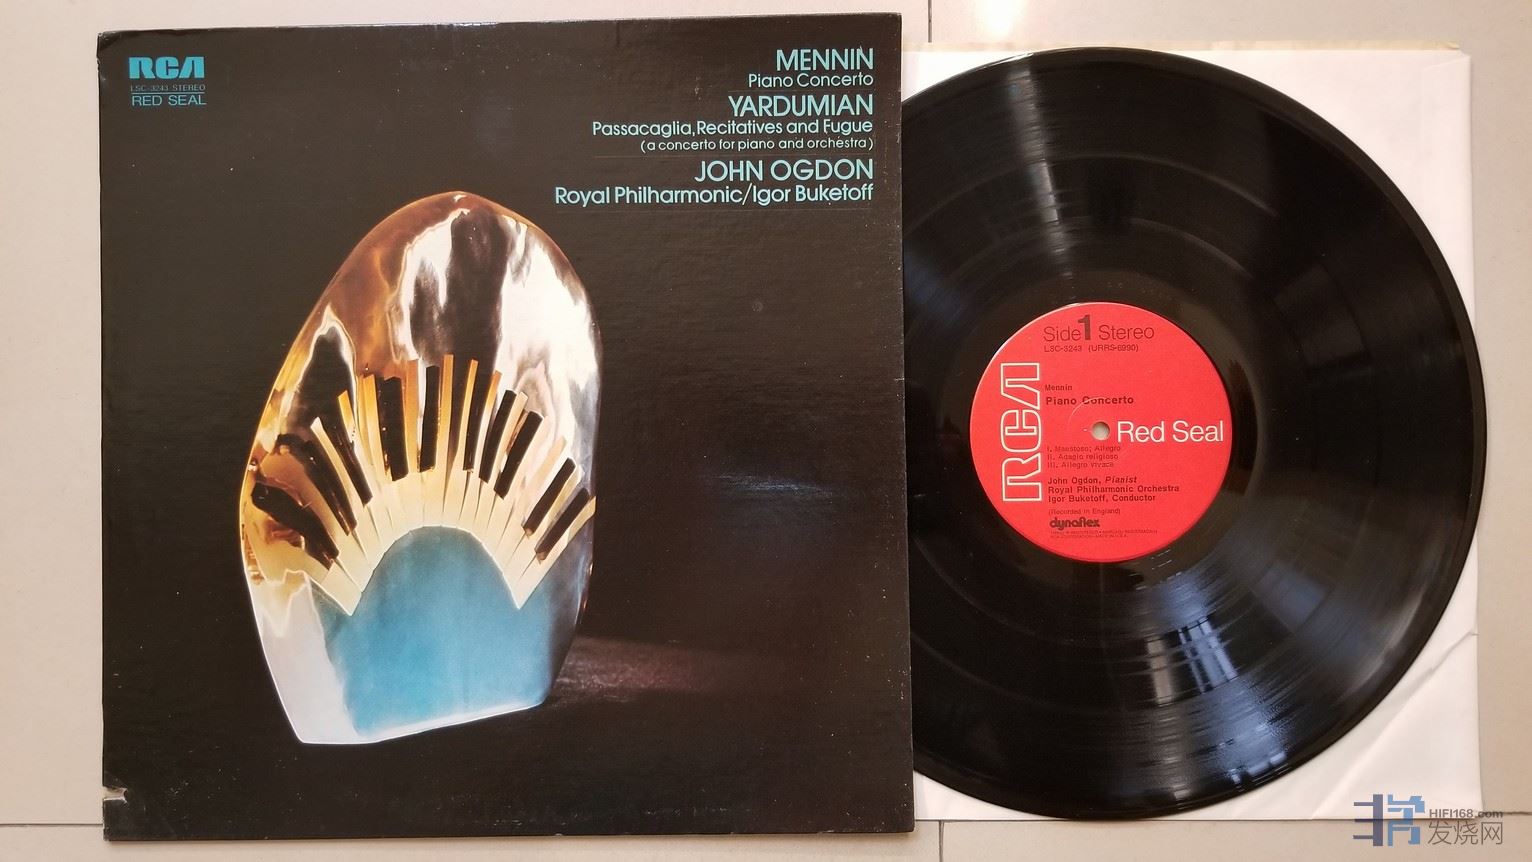 RCA
LSC-3243 STEREO
RED SEAL
MENNIN
Piano Concerto
YARDUMIAN
Passacaglia, Recitatives and Fugue
(a concerto for piano and orchestra)
JOHN OGDON
Royal Philharmonic/Igor Buketoff
Side 1 Stereo
LSC-3243 (URRS-6990)
RCA
Mennin
Piano Concerto
Red Seal
I. Maestoso; Allegro
II. Adagio religioso
III. Allegro vivace
John Ogdon, Pianist
Royal Philharmonic Orchestra
Igor Buketoff, Conductor
(Recorded in England)
dynaflex
HIFI168.com
发烧网